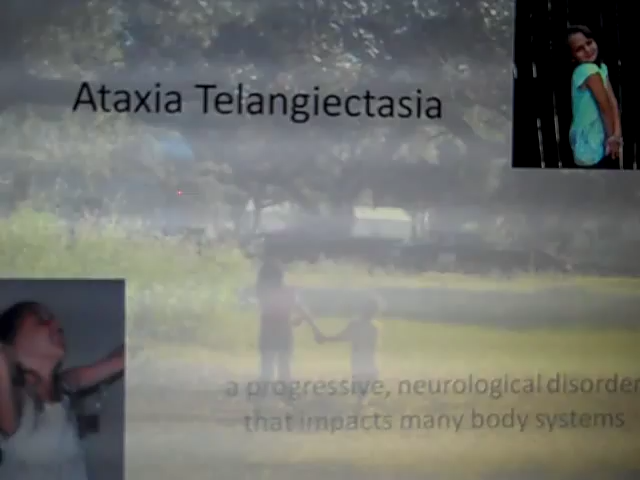 Ataxia Telangiectasia
a progressive, neurological disorder
that impacts many body systems